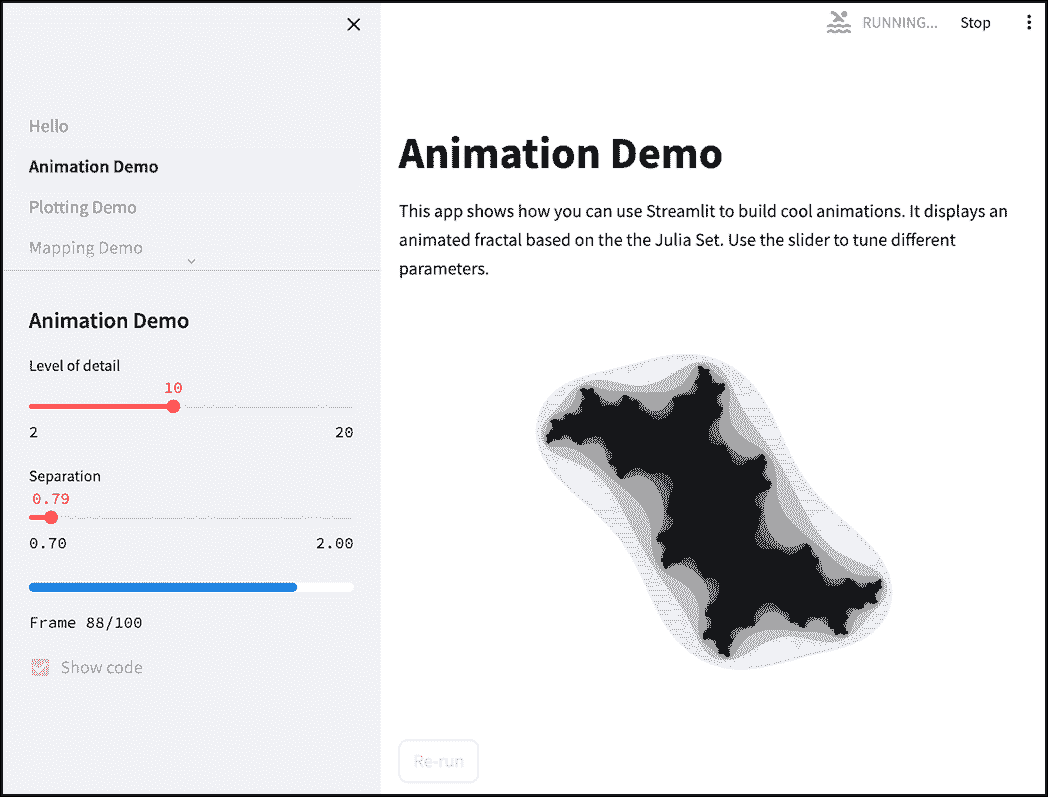 RUNNING...
Stop
Hello
Animation Demo
Plotting Demo
Mapping Demo
Animation Demo
Level of detail
10
2 20
Separation
0.79
0.70 2.00
Frame 88/100
Show code
Animation Demo
This app shows how you can use Streamlit to build cool animations. It displays an
animated fractal based on the the Julia Set. Use the slider to tune different
parameters.
Re-run